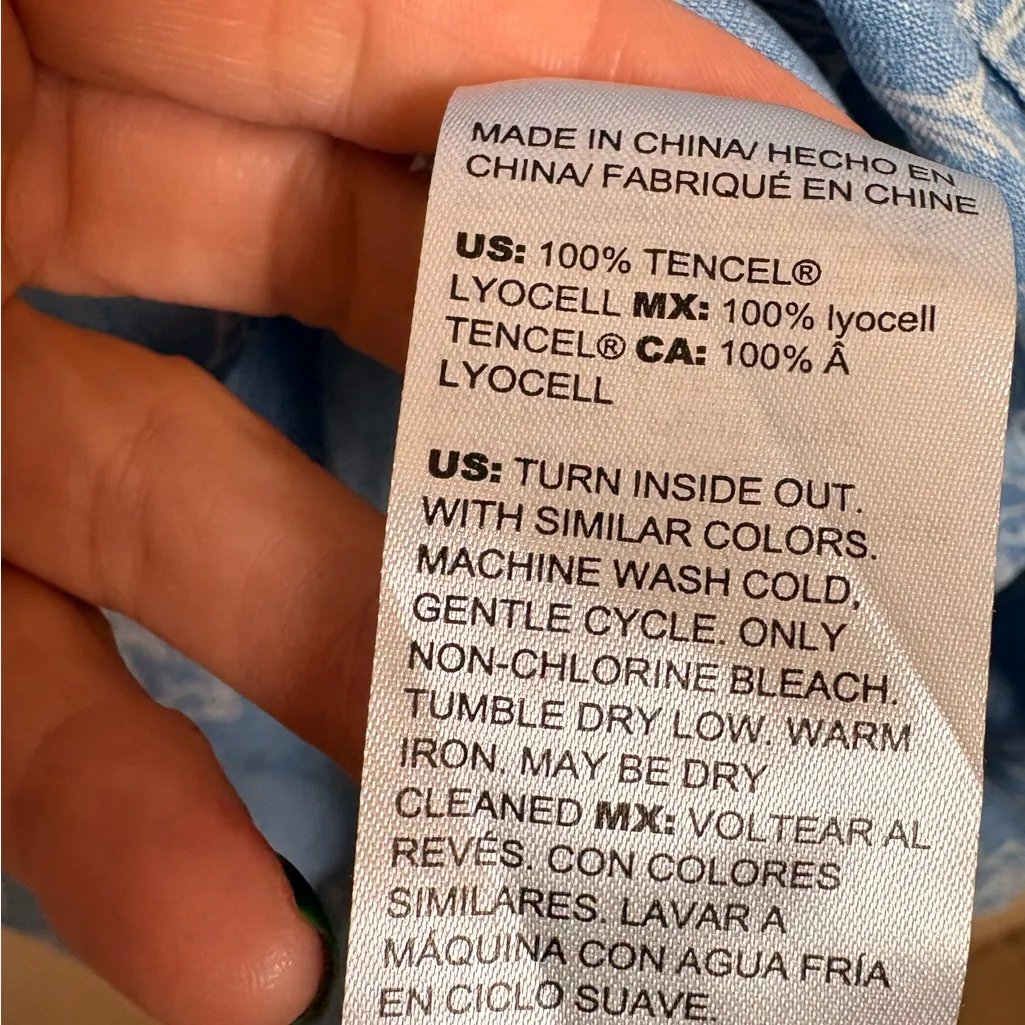 MADE IN CHINA/ HECHO EN
CHINA/ FABRIQUÉ EN CHINE
US: 100% TENCEL®
LYOCELL MX: 100% lyocell
TENCEL® CA: 100% Â
LYOCELL
US: TURN INSIDE OUT.
WITH SIMILAR COLORS.
MACHINE WASH COLD,
GENTLE CYCLE. ONLY
NON-CHLORINE BLEACH.
TUMBLE DRY LOW. WARM
IRON. MAY BE DRY
CLEANED MX: VOLTEAR AL
REVÉS. CON COLORES
SIMILARES. LAVAR A
MÁQUINA CON AGUA FRÍA
EN CICLO SUAVE.